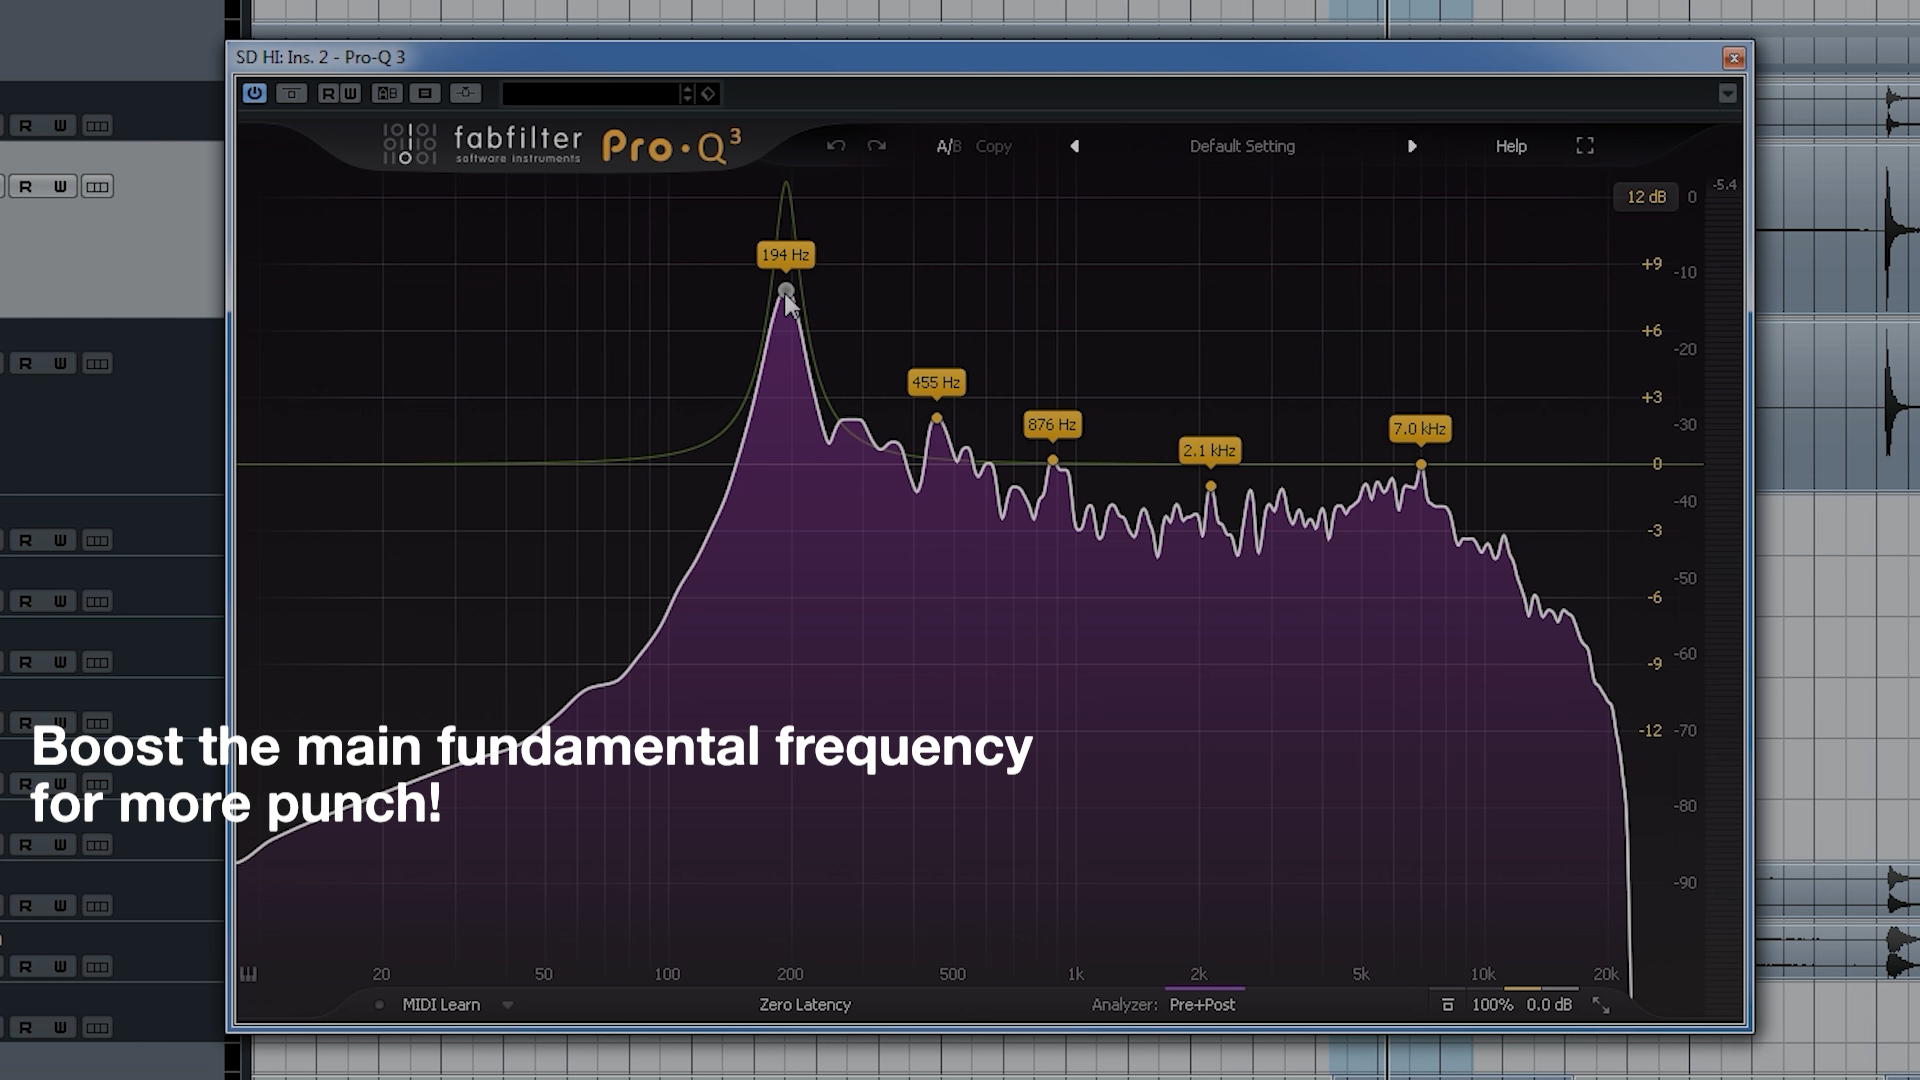 SD HI: Ins. 2 - Pro-Q 3
R W
AB
fabfilter
software instruments
Pro·Q3
A/B Copy
Default Setting
Help
12 dB 0 -5.4
R W
R W
194 Hz
+9 -10
+6 -20
R W
455 Hz
+3 -30
876 Hz
7.0 kHz
2.1 kHz
0
-40
-3
R W
-50
-6
R W
-60
-9
R W
R W
-12 -70
Boost the main fundamental frequency
for more punch!
R W
-80
R W
-90
R W
R W
20 50 100 200 500 1k 2k 5k 10k 20k
MIDI Learn Zero Latency Analyzer: Pre+Post 100% 0.0 dB
R W